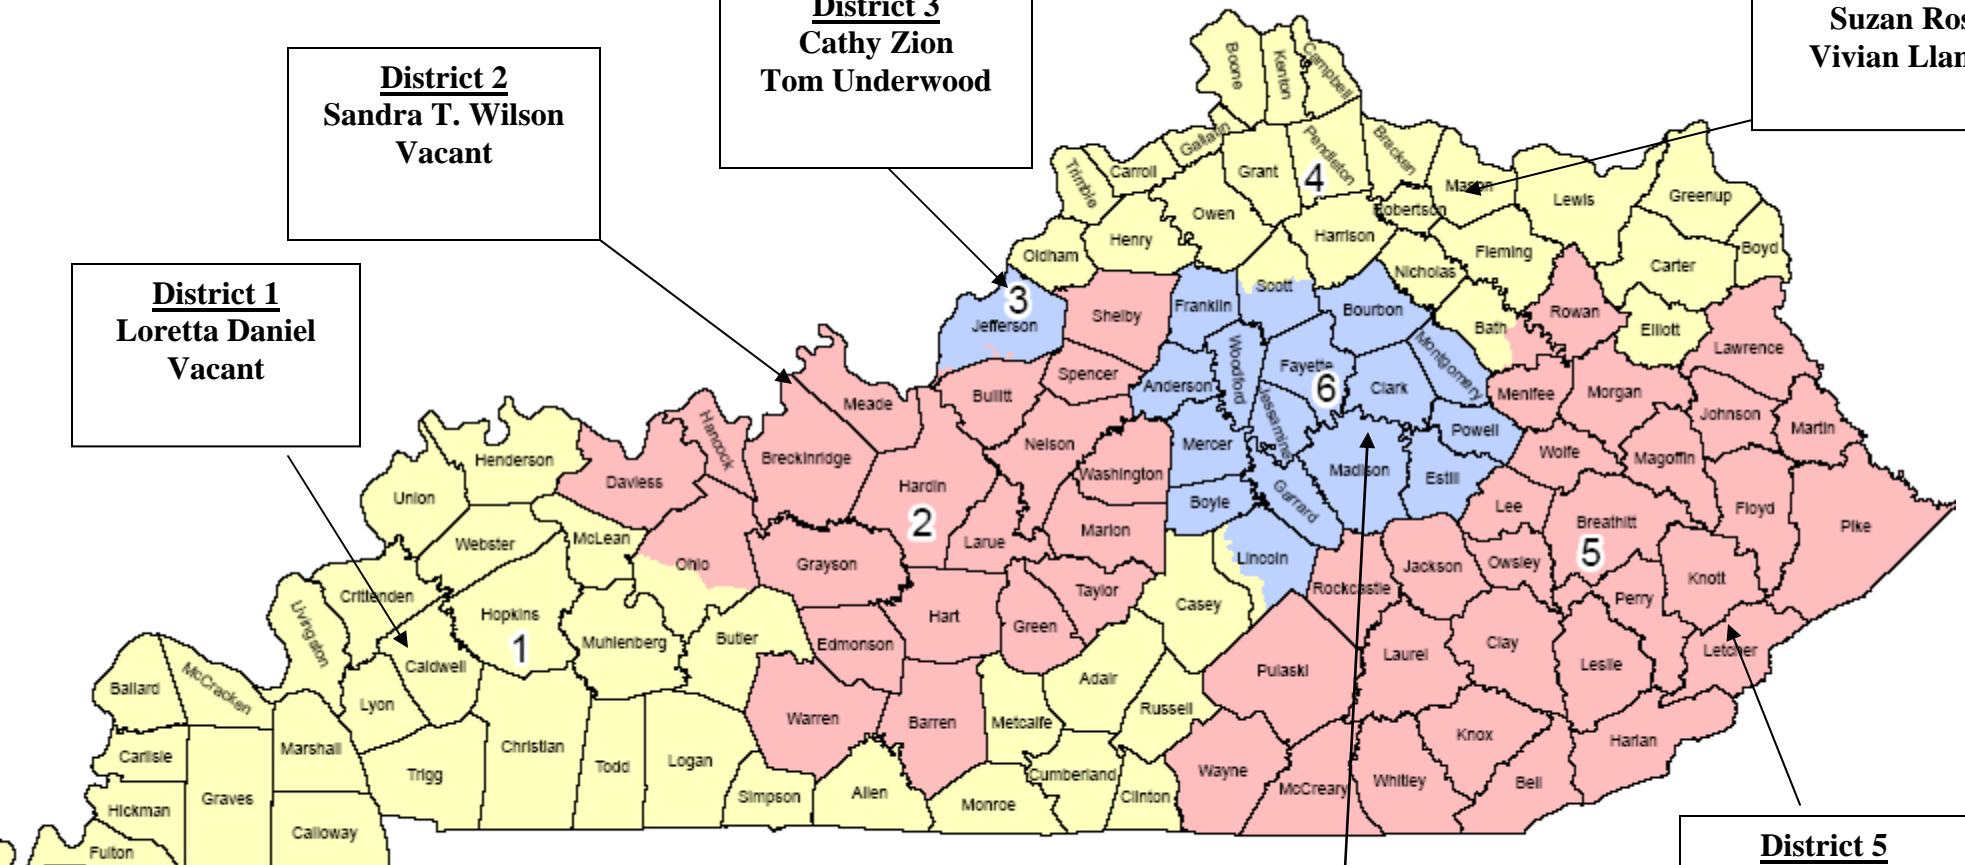 District 3
Cathy Zion
Tom Underwood
Suzan Ros
Vivian Llan
District 2
Sandra T. Wilson
Vacant
District 1
Loretta Daniel
Vacant
District 5
Boone
Kenton
Campbell
Gallatin
Carroll
Trimble
Grant
Pendleton
4
Bracken
Mason
Robertson
Lewis
Greenup
Boyd
Carter
Fleming
Nicholas
Harrison
Owen
Henry
Oldham
3
Jefferson
Shelby
Franklin
Scott
Bourbon
Bath
Rowan
Elliott
Lawrence
Spencer
Anderson
Woodford
Fayette
6
Clark
Montgomery
Menifee
Morgan
Johnson
Martin
Bullitt
Meade
Hancock
Breckinridge
Nelson
Washington
Mercer
Jessamine
Madison
Powell
Estill
Wolfe
Magoffin
Floyd
Pike
Henderson
Union
Daviess
Hardin
2
Larue
Marion
Boyle
Garrard
Lincoln
Lee
Breathitt
5
Owsley
Jackson
Rockcastle
Knott
Perry
Webster
McLean
Ohio
Grayson
Crittenden
Livingston
Hopkins
1
Muhlenberg
Butler
Edmonson
Hart
Green
Taylor
Casey
Adair
Pulaski
Laurel
Clay
Leslie
Letcher
Ballard
McCracken
Lyon
Caldwell
Warren
Barren
Metcalfe
Russell
Wayne
McCreary
Whitley
Knox
Bell
Harlan
Carlisle
Marshall
Graves
Hickman
Fulton
Calloway
Trigg
Christian
Todd
Logan
Simpson
Allen
Monroe
Cumberland
Clinton